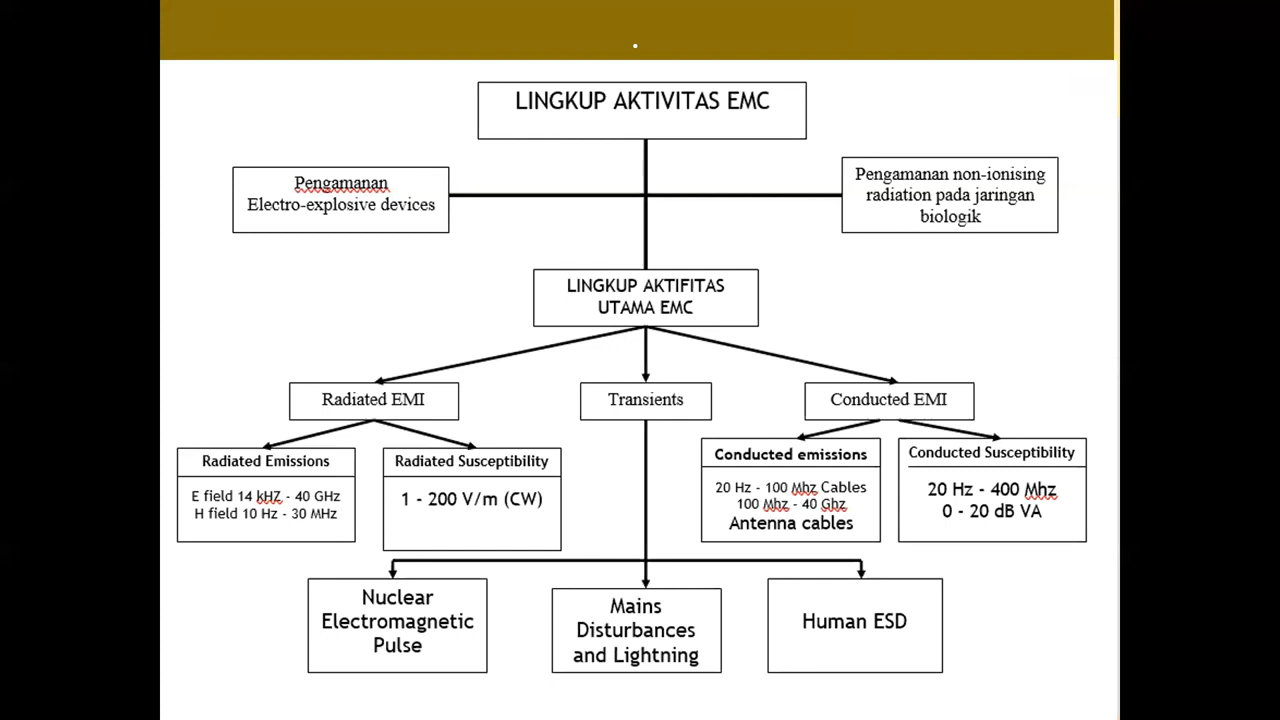 LINGKUP AKTIVITAS EMC
Pengamanan
Electro-explosive devices
Pengamanan non-ionising
radiation pada jaringan
biologik
LINGKUP AKTIFITAS
UTAMA EMC
Radiated EMI
Transients
Conducted EMI
Radiated Emissions
E field 14 kHZ - 40 GHz
H field 10 Hz - 30 MHz
Radiated Susceptibility
1 - 200 V/m (CW)
Conducted emissions
20 Hz - 100 Mhz Cables
100 Mhz - 40 Ghz
Antenna cables
Conducted Susceptibility
20 Hz - 400 Mhz
0 - 20 dB VA
Nuclear
Electromagnetic
Pulse
Mains
Disturbances
and Lightning
Human ESD